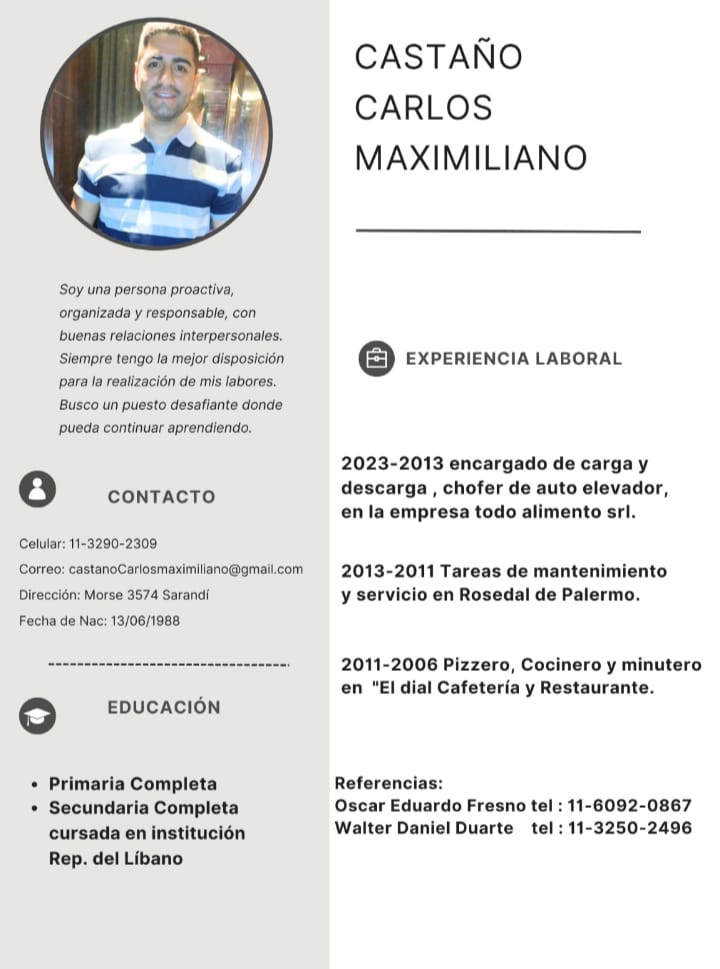 CASTAÑO
CARLOS
MAXIMILIANO
Soy una persona proactiva,
organizada y responsable, con
buenas relaciones interpersonales.
Siempre tengo la mejor disposición
para la realización de mis labores.
Busco un puesto desafiante donde
pueda continuar aprendiendo.
CONTACTO
Celular: 11-3290-2309
Correo: castanoCarlosmaximiliano@gmail.com
Dirección: Morse 3574 Sarandí
Fecha de Nac: 13/06/1988
EDUCACIÓN
• Primaria Completa
• Secundaria Completa
cursada en institución
Rep. del Líbano
EXPERIENCIA LABORAL
2023-2013 encargado de carga y
descarga , chofer de auto elevador,
en la empresa todo alimento srl.
2013-2011 Tareas de mantenimiento
y servicio en Rosedal de Palermo.
2011-2006 Pizzero, Cocinero y minutero
en "El dial Cafetería y Restaurante.
Referencias:
Oscar Eduardo Fresno tel : 11-6092-0867
Walter Daniel Duarte tel : 11-3250-2496